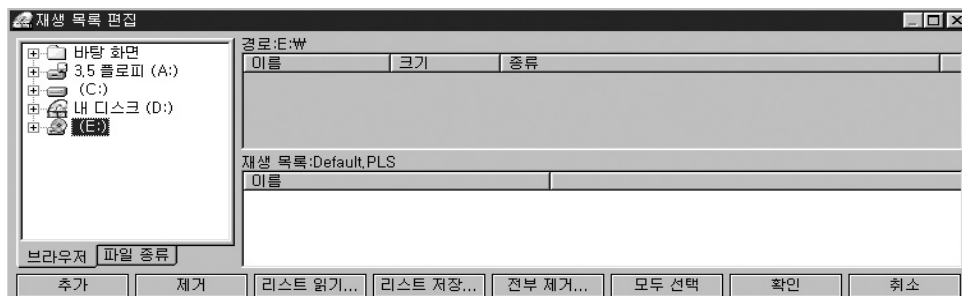 재생 목록 편집
바탕 화면
3,5 플로피 (A:)
(C:)
내 디스크 (D:)
(E:)
브라우저 파일 종류
경로:E:₩
이름 크기 종류
재생 목록:Default,PLS
이름
추가 제거 리스트 읽기... 리스트 저장... 전부 제거... 모두 선택 확인 취소